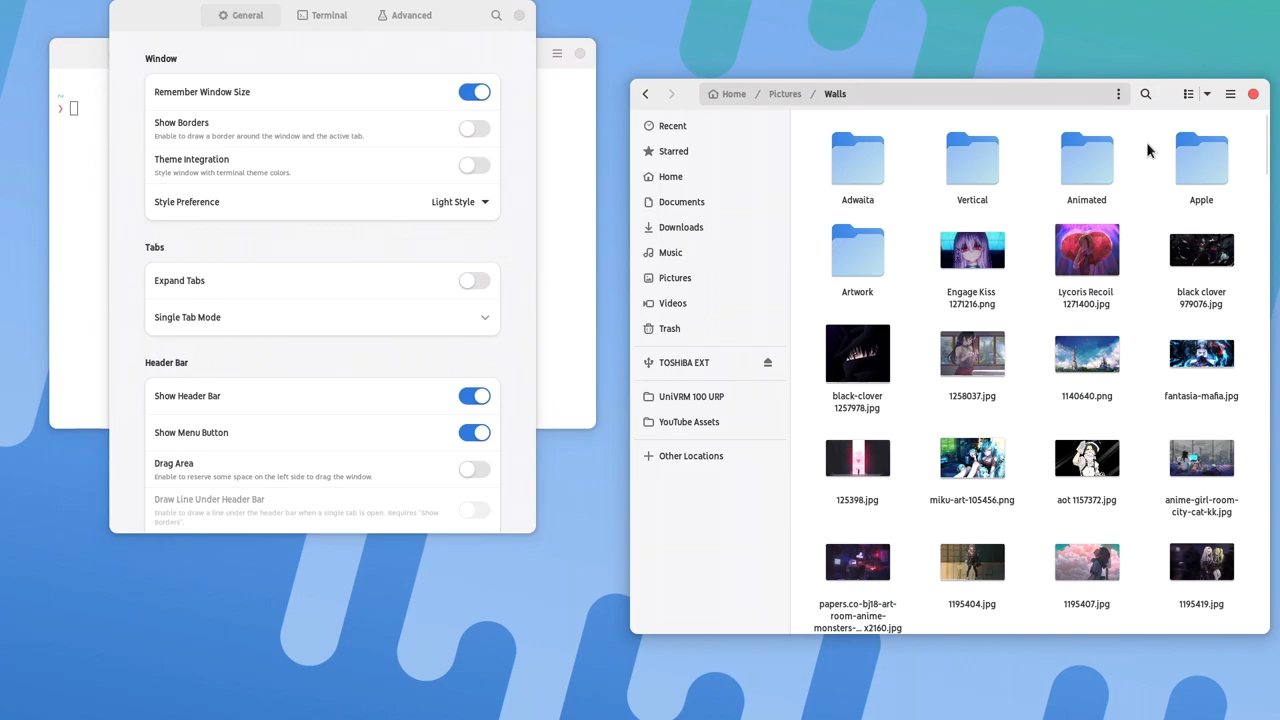 General
Terminal
Advanced
Window
Remember Window Size
Show Borders
Enable to draw a border around the window and the active tab.
Theme Integration
Style window with terminal theme colors.
Style Preference
Light Style
Tabs
Expand Tabs
Single Tab Mode
Header Bar
Show Header Bar
Show Menu Button
Drag Area
Enable to reserve some space on the left side to drag the window.
Draw Line Under Header Bar
Enable to draw a line under the header bar when a single tab is open. Requires "Show
Borders".
Home / Pictures / Walls
Recent
Starred
Home
Documents
Downloads
Music
Pictures
Videos
Trash
TOSHIBA EXT
UniVRM 100 URP
YouTube Assets
Other Locations
Adwaita
Vertical
Animated
Apple
Artwork
Engage Kiss
1271216.png
Lycoris Recoil
1271400.jpg
black clover
979076.jpg
black-clover
1257978.jpg
1258037.jpg
1140640.png
fantasia-mafia.jpg
125398.jpg
miku-art-105456.png
aot 1157372.jpg
anime-girl-room-
city-cat-kk.jpg
papers.co-bj18-art-
room-anime-
monsters-... x2160.jpg
1195404.jpg
1195407.jpg
1195419.jpg